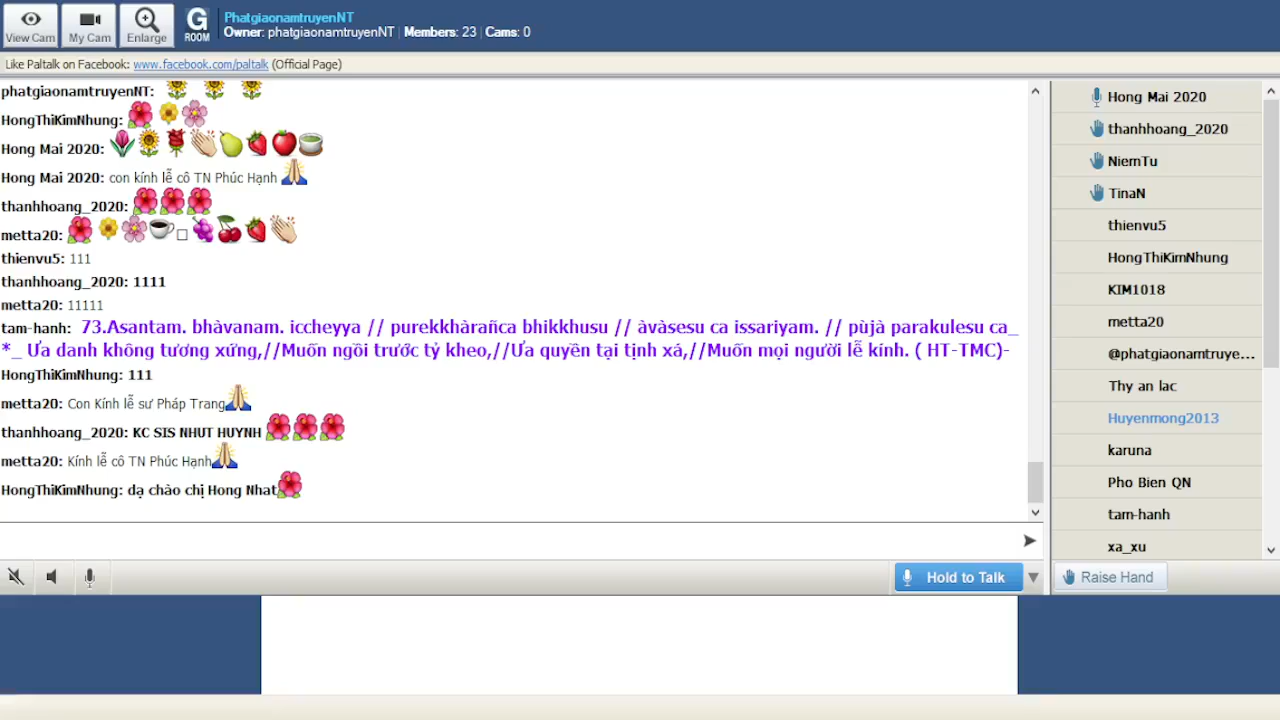 View Cam
My Cam
Enlarge
G
ROOM
PhatgiaonamtruyenNT
Owner: phatgiaonamtruyenNT | Members: 23 | Cams: 0
Like Paltalk on Facebook: www.facebook.com/paltalk (Official Page)
phatgiaonamtruyenNT:
HongThiKimNhung:
Hong Mai 2020:
Hong Mai 2020: con kính lễ cô TN Phúc Hạnh
thanhhoang_2020:
metta20:
thienvu5: 111
thanhhoang_2020: 1111
metta20: 11111
tam-hanh: 73.Asantam. bhàvanam. iccheyya // purekkhàrañca bhikkhusu // àvàsesu ca issariyam. // pùjà parakulesu ca_
*_ Ưa danh không tương xứng,//Muốn ngồi trước tỷ kheo,//Ưa quyền tại tịnh xá,//Muốn mọi người lễ kính. ( HT-TMC)-
HongThiKimNhung: 111
metta20: Con Kính lễ sư Pháp Trang
thanhhoang_2020: KC SIS NHUT HUYNH
metta20: Kính lễ cô TN Phúc Hạnh
HongThiKimNhung: dạ chào chị Hong Nhat
Hold to Talk
Hong Mai 2020
thanhhoang_2020
NiemTu
TinaN
thienvu5
HongThiKimNhung
KIM1018
metta20
@phatgiaonamtruye...
Thy an lac
Huyenmong2013
karuna
Pho Bien QN
tam-hanh
xa_xu
Raise Hand